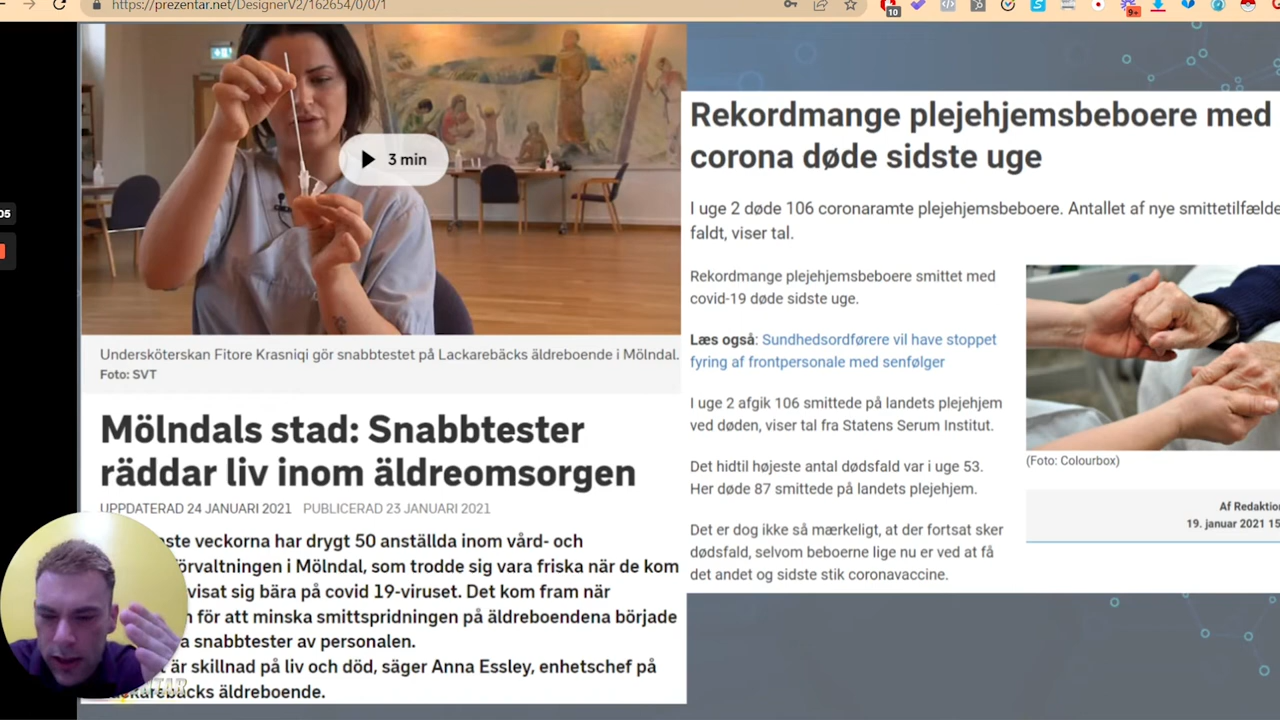 https://prezentar.net/DesignerV2/162654/0/0/1
10
9+
05
3 min
Undersköterskan Fitore Krasniqi gör snabbtestet på Lackarebäcks äldreboende i Mölndal.
Foto: SVT
Mölndals stad: Snabbtester
räddar liv inom äldreomsorgen
UPPDATERAD 24 JANUARI 2021 PUBLICERAD 23 JANUARI 2021
veckorna har drygt 50 anställda inom vård- och
i Mölndal, som trodde sig vara friska när de kom
visat sig bära på covid 19-viruset. Det kom fram när
för att minska smittspridningen på äldreboendena började
snabbtester av personalen.
är skillnad på liv och död, säger Anna Essley, enhetschef på
äldreboende.
Rekordmange plejehjemsbeboere med
corona døde sidste uge
I uge 2 døde 106 coronaramte plejehjemsbeboere. Antallet af nye smittetilfælde
faldt, viser tal.
Rekordmange plejehjemsbeboere smittet med
covid-19 døde sidste uge.
Læs også: Sundhedsordførere vil have stoppet
fyring af frontpersonale med senfølger
I uge 2 afgik 106 smittede på landets plejehjem
ved døden, viser tal fra Statens Serum Institut.
Det hidtil højeste antal dødsfald var i uge 53.
Her døde 87 smittede på landets plejehjem.
Det er dog ikke så mærkeligt, at der fortsat sker
dødsfald, selvom beboerne lige nu er ved at få
det andet og sidste stik coronavaccine.
(Foto: Colourbox)
Af Redaktion
19. januar 2021 15